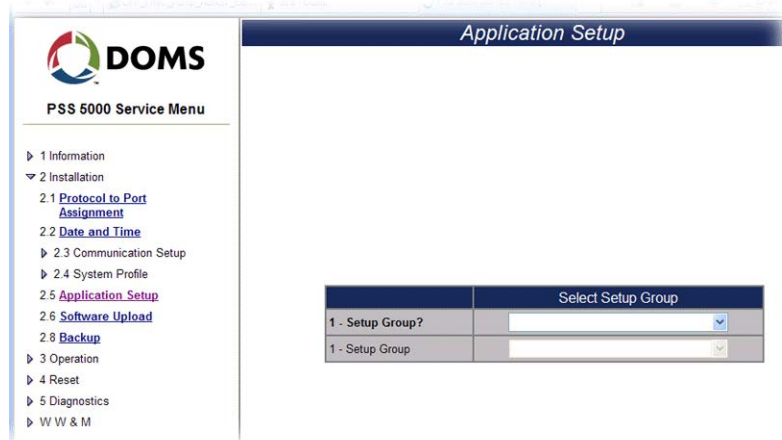 Application Setup
DOMS
PSS 5000 Service Menu
1 Information
2 Installation
2.1 Protocol to Port
Assignment
2.2 Date and Time
2.3 Communication Setup
2.4 System Profile
2.5 Application Setup
2.6 Software Upload
2.8 Backup
3 Operation
4 Reset
5 Diagnostics
W W & M
Select Setup Group
1 - Setup Group?
1 - Setup Group